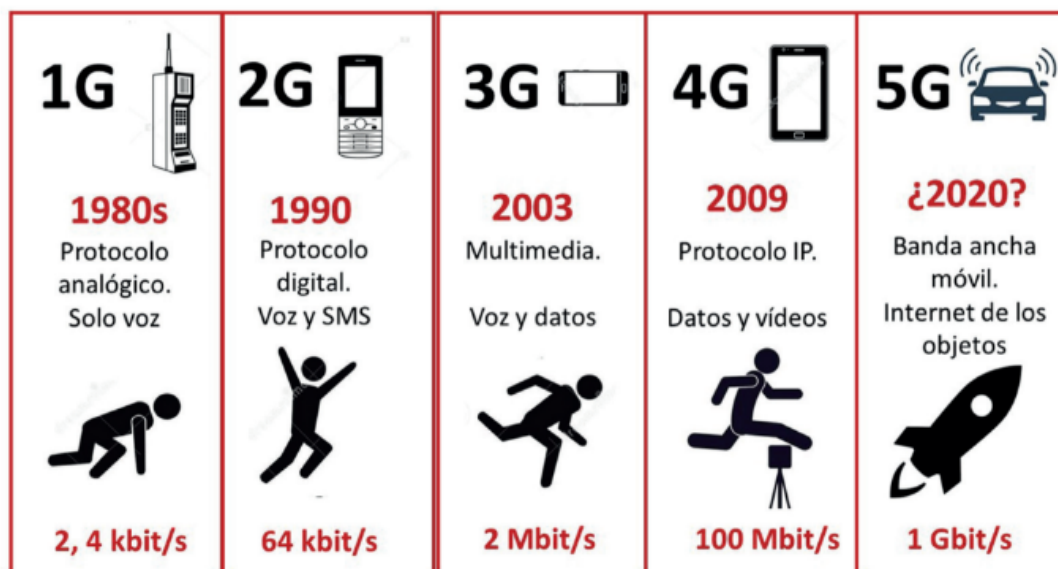 1G
1980s
Protocolo
analógico.
Solo voz
2, 4 kbit/s
2G
1990
Protocolo
digital.
Voz y SMS
64 kbit/s
3G
2003
Multimedia.
Voz y datos
2 Mbit/s
4G
2009
Protocolo IP.
Datos y vídeos
100 Mbit/s
5G
¿2020?
Banda ancha
móvil.
Internet de los
objetos
1 Gbit/s